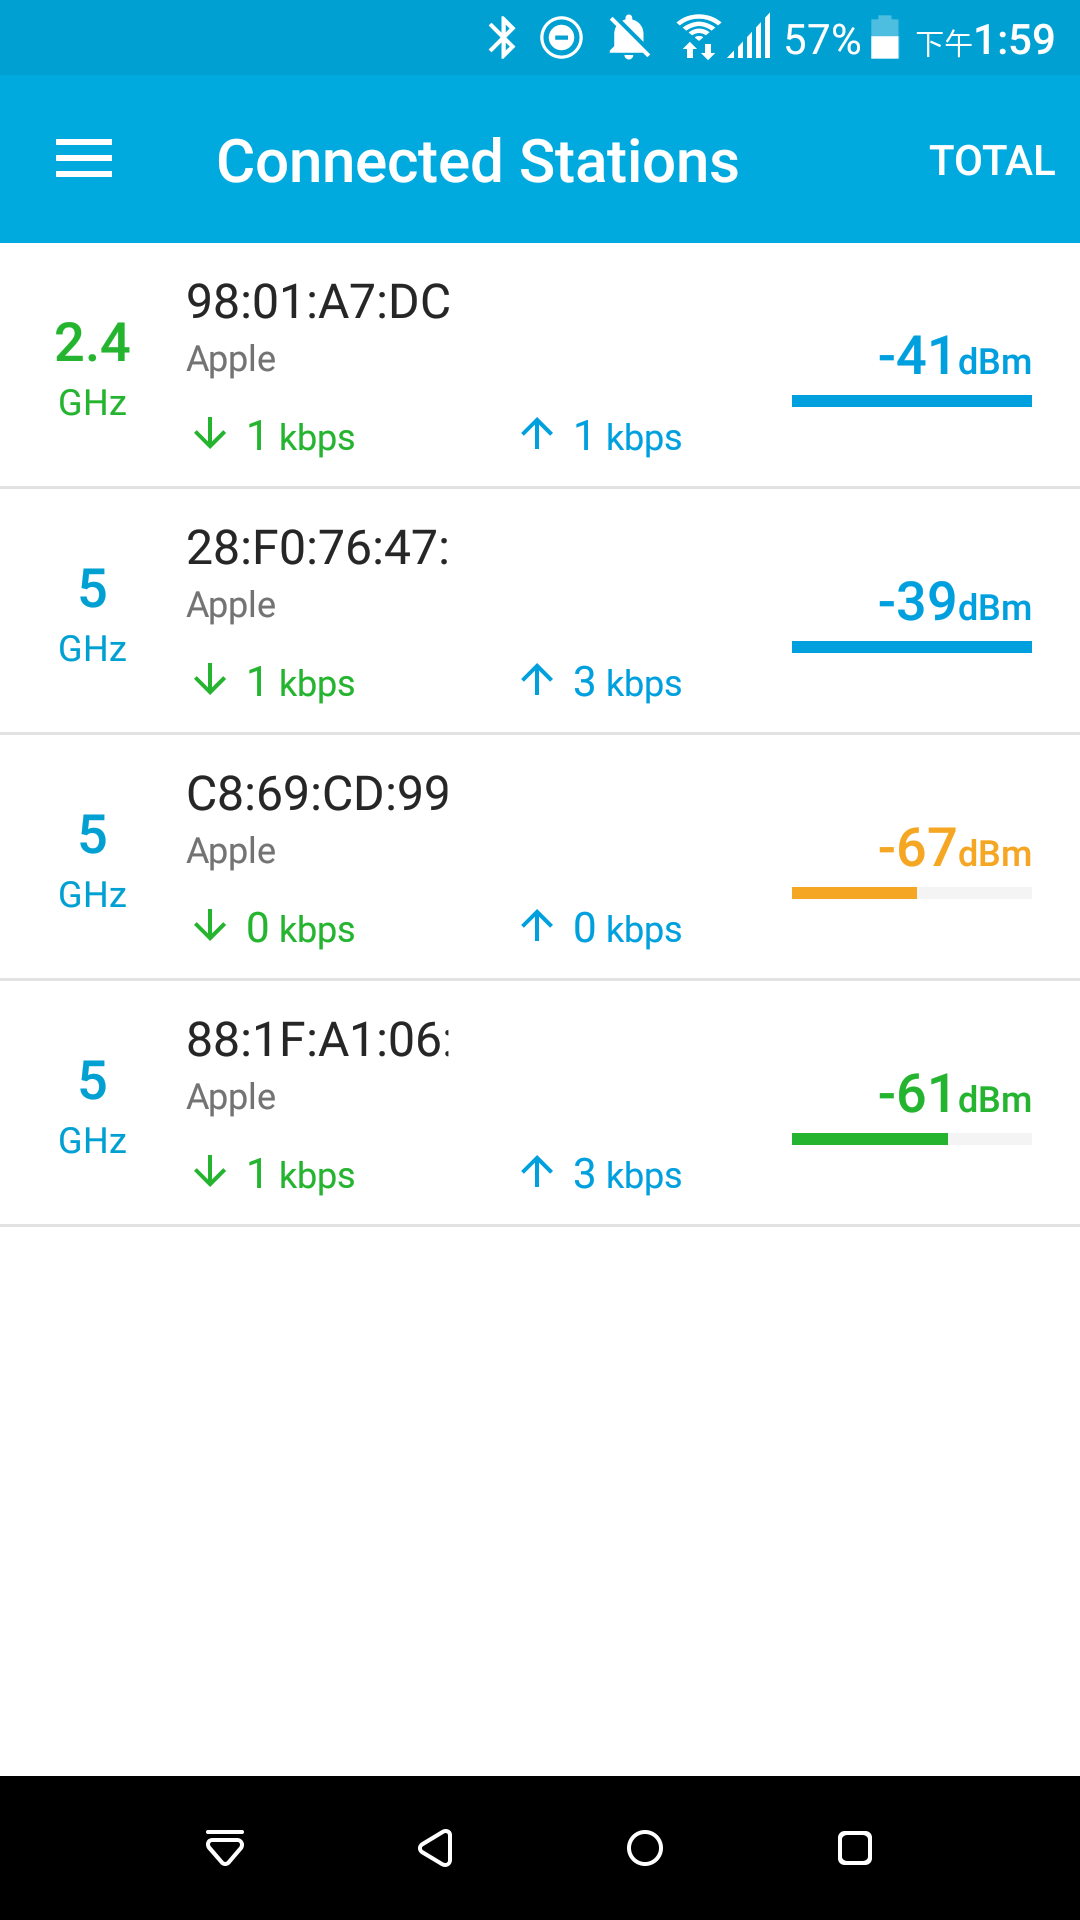 57% 下午1:59
Connected Stations TOTAL
98:01:A7:DC
2.4 GHz
Apple
-41dBm
1 kbps 1 kbps
28:F0:76:47:
5 GHz
Apple
-39dBm
1 kbps 3 kbps
C8:69:CD:99
5 GHz
Apple
-67dBm
0 kbps 0 kbps
88:1F:A1:06:
5 GHz
Apple
-61dBm
1 kbps 3 kbps